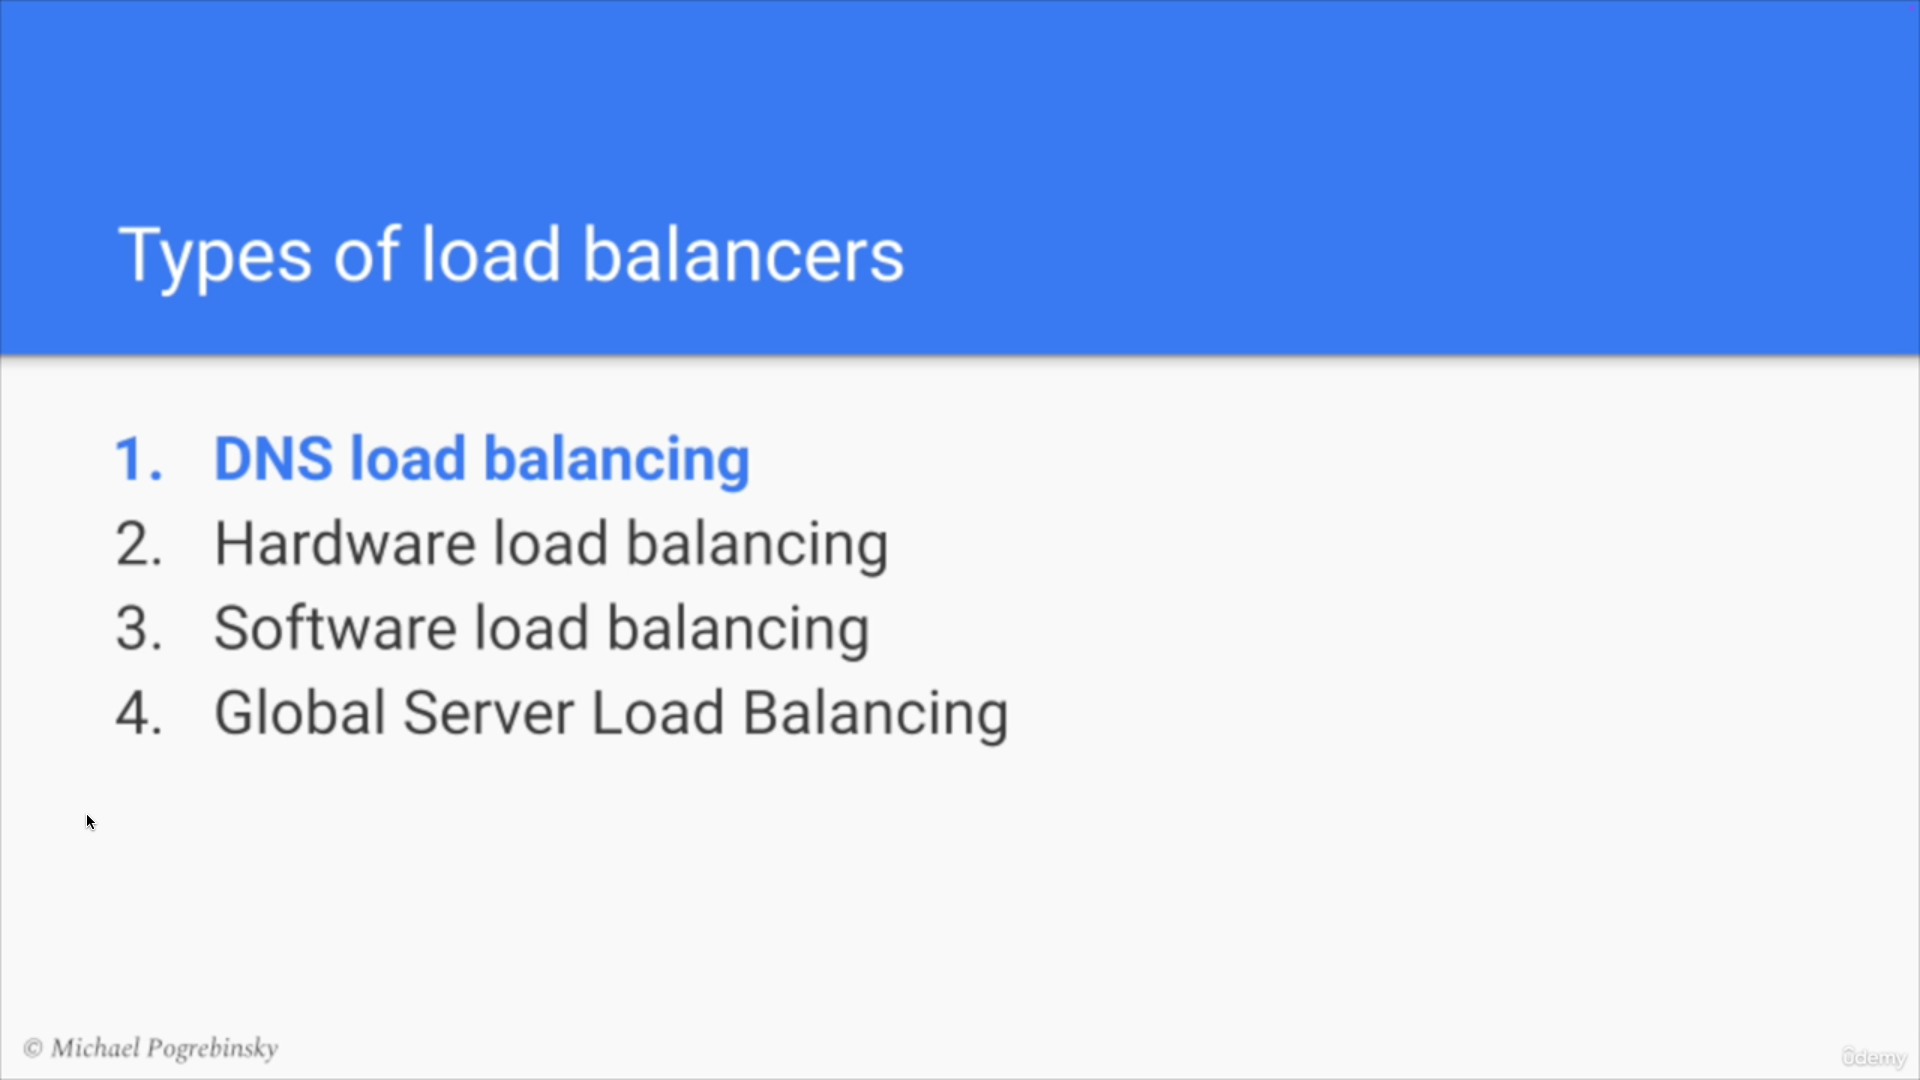 Types of load balancers
1. DNS load balancing
2. Hardware load balancing
3. Software load balancing
4. Global Server Load Balancing
© Michael Pogrebinsky
ûdemy